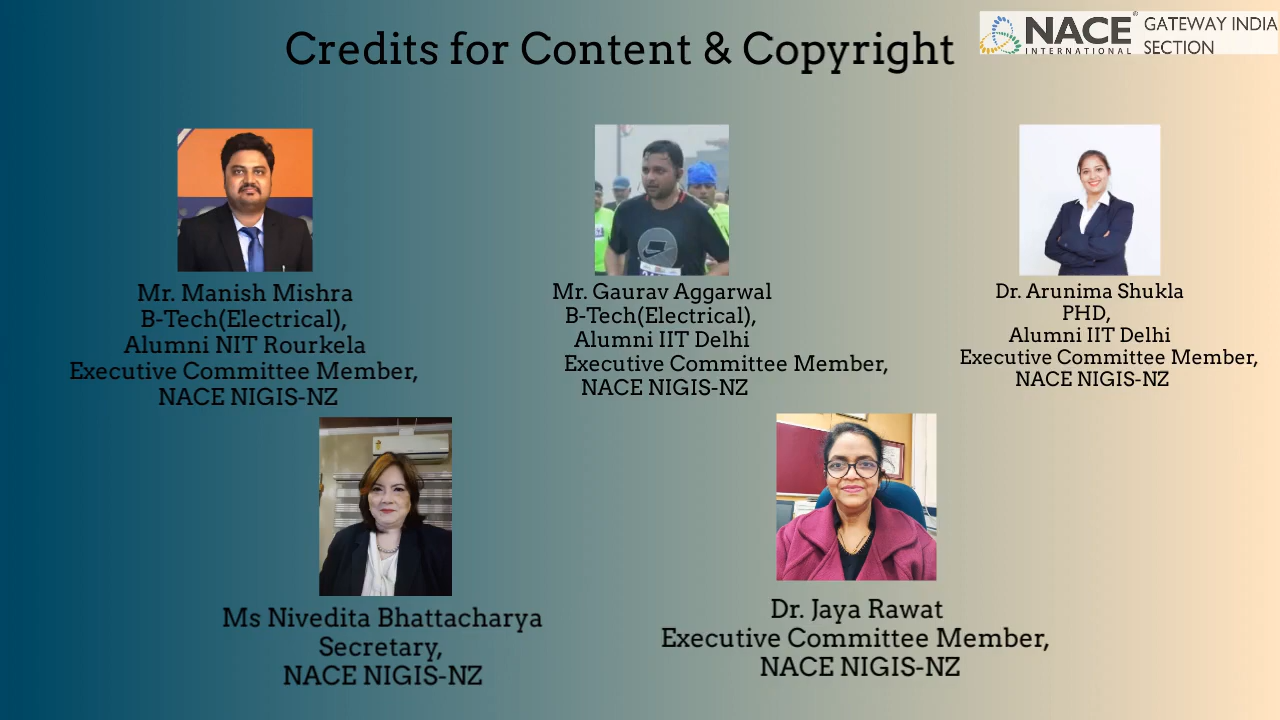 Credits for Content & Copyright
NACE® GATEWAY INDIA
INTERNATIONAL SECTION
Mr. Manish Mishra
B-Tech(Electrical),
Alumni NIT Rourkela
Executive Committee Member,
NACE NIGIS-NZ
Mr. Gaurav Aggarwal
B-Tech(Electrical),
Alumni IIT Delhi
Executive Committee Member,
NACE NIGIS-NZ
Dr. Arunima Shukla
PHD,
Alumni IIT Delhi
Executive Committee Member,
NACE NIGIS-NZ
Ms Nivedita Bhattacharya
Secretary,
NACE NIGIS-NZ
Dr. Jaya Rawat
Executive Committee Member,
NACE NIGIS-NZ